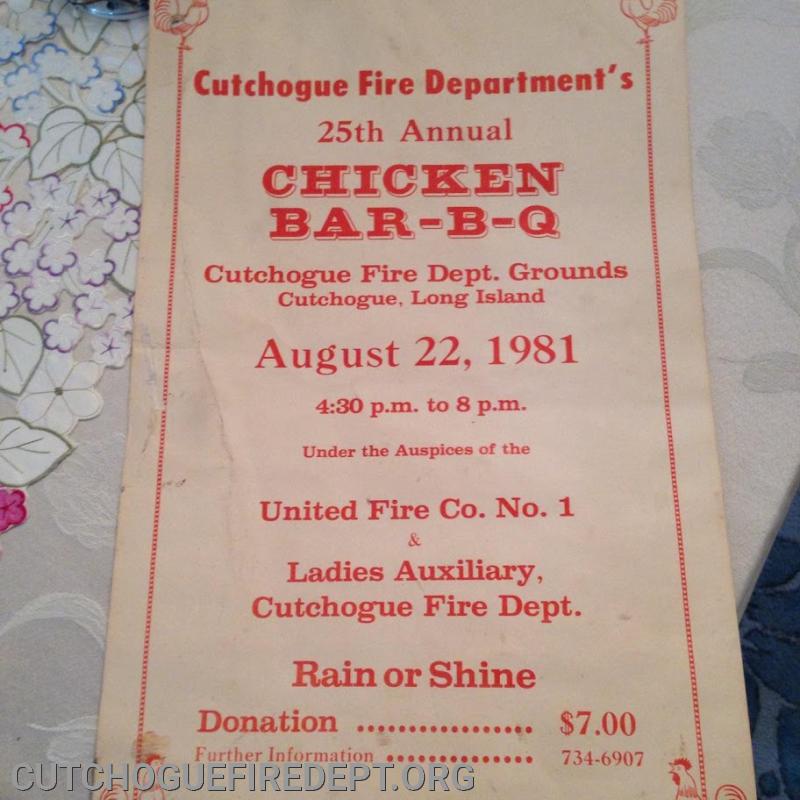 Cutchogue Fire Department's
25th Annual
CHICKEN
BAR-B-Q
Cutchogue Fire Dept. Grounds
Cutchogue, Long Island
August 22, 1981
4:30 p.m. to 8 p.m.
Under the Auspices of the
United Fire Co. No. 1
&
Ladies Auxiliary,
Cutchogue Fire Dept.
Rain or Shine
Donation ................. $7.00
Further Information ............... 734-6907
CUTCHOGUEFIREDEPT.ORG